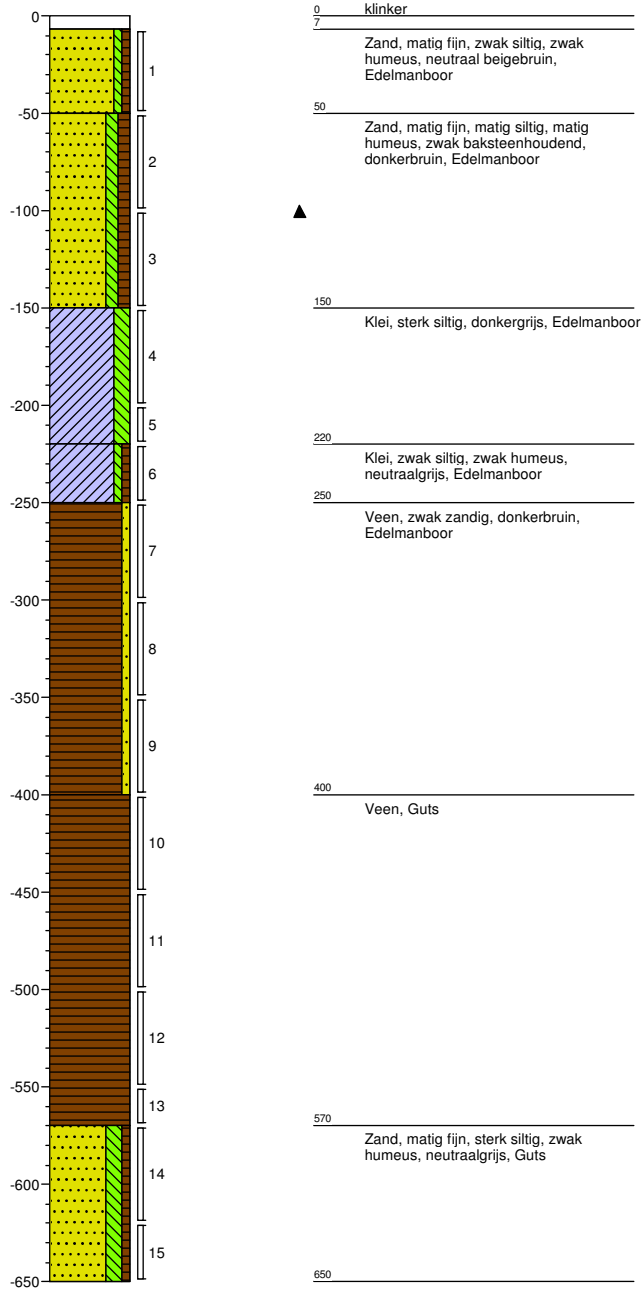 0
-50
-100
-150
-200
-250
-300
-350
-400
-450
-500
-550
-600
-650
1
2
3
4
5
6
7
8
9
10
11
12
13
14
15
0 klinker
7
Zand, matig fijn, zwak siltig, zwak
humeus, neutraal beigebruin,
Edelmanboor
50
Zand, matig fijn, matig siltig, matig
humeus, zwak baksteenhoudend,
donkerbruin, Edelmanboor
150
Klei, sterk siltig, donkergrijs, Edelmanboor
220
Klei, zwak siltig, zwak humeus,
neutraalgrijs, Edelmanboor
250
Veen, zwak zandig, donkerbruin,
Edelmanboor
400
Veen, Guts
570
Zand, matig fijn, sterk siltig, zwak
humeus, neutraalgrijs, Guts
650